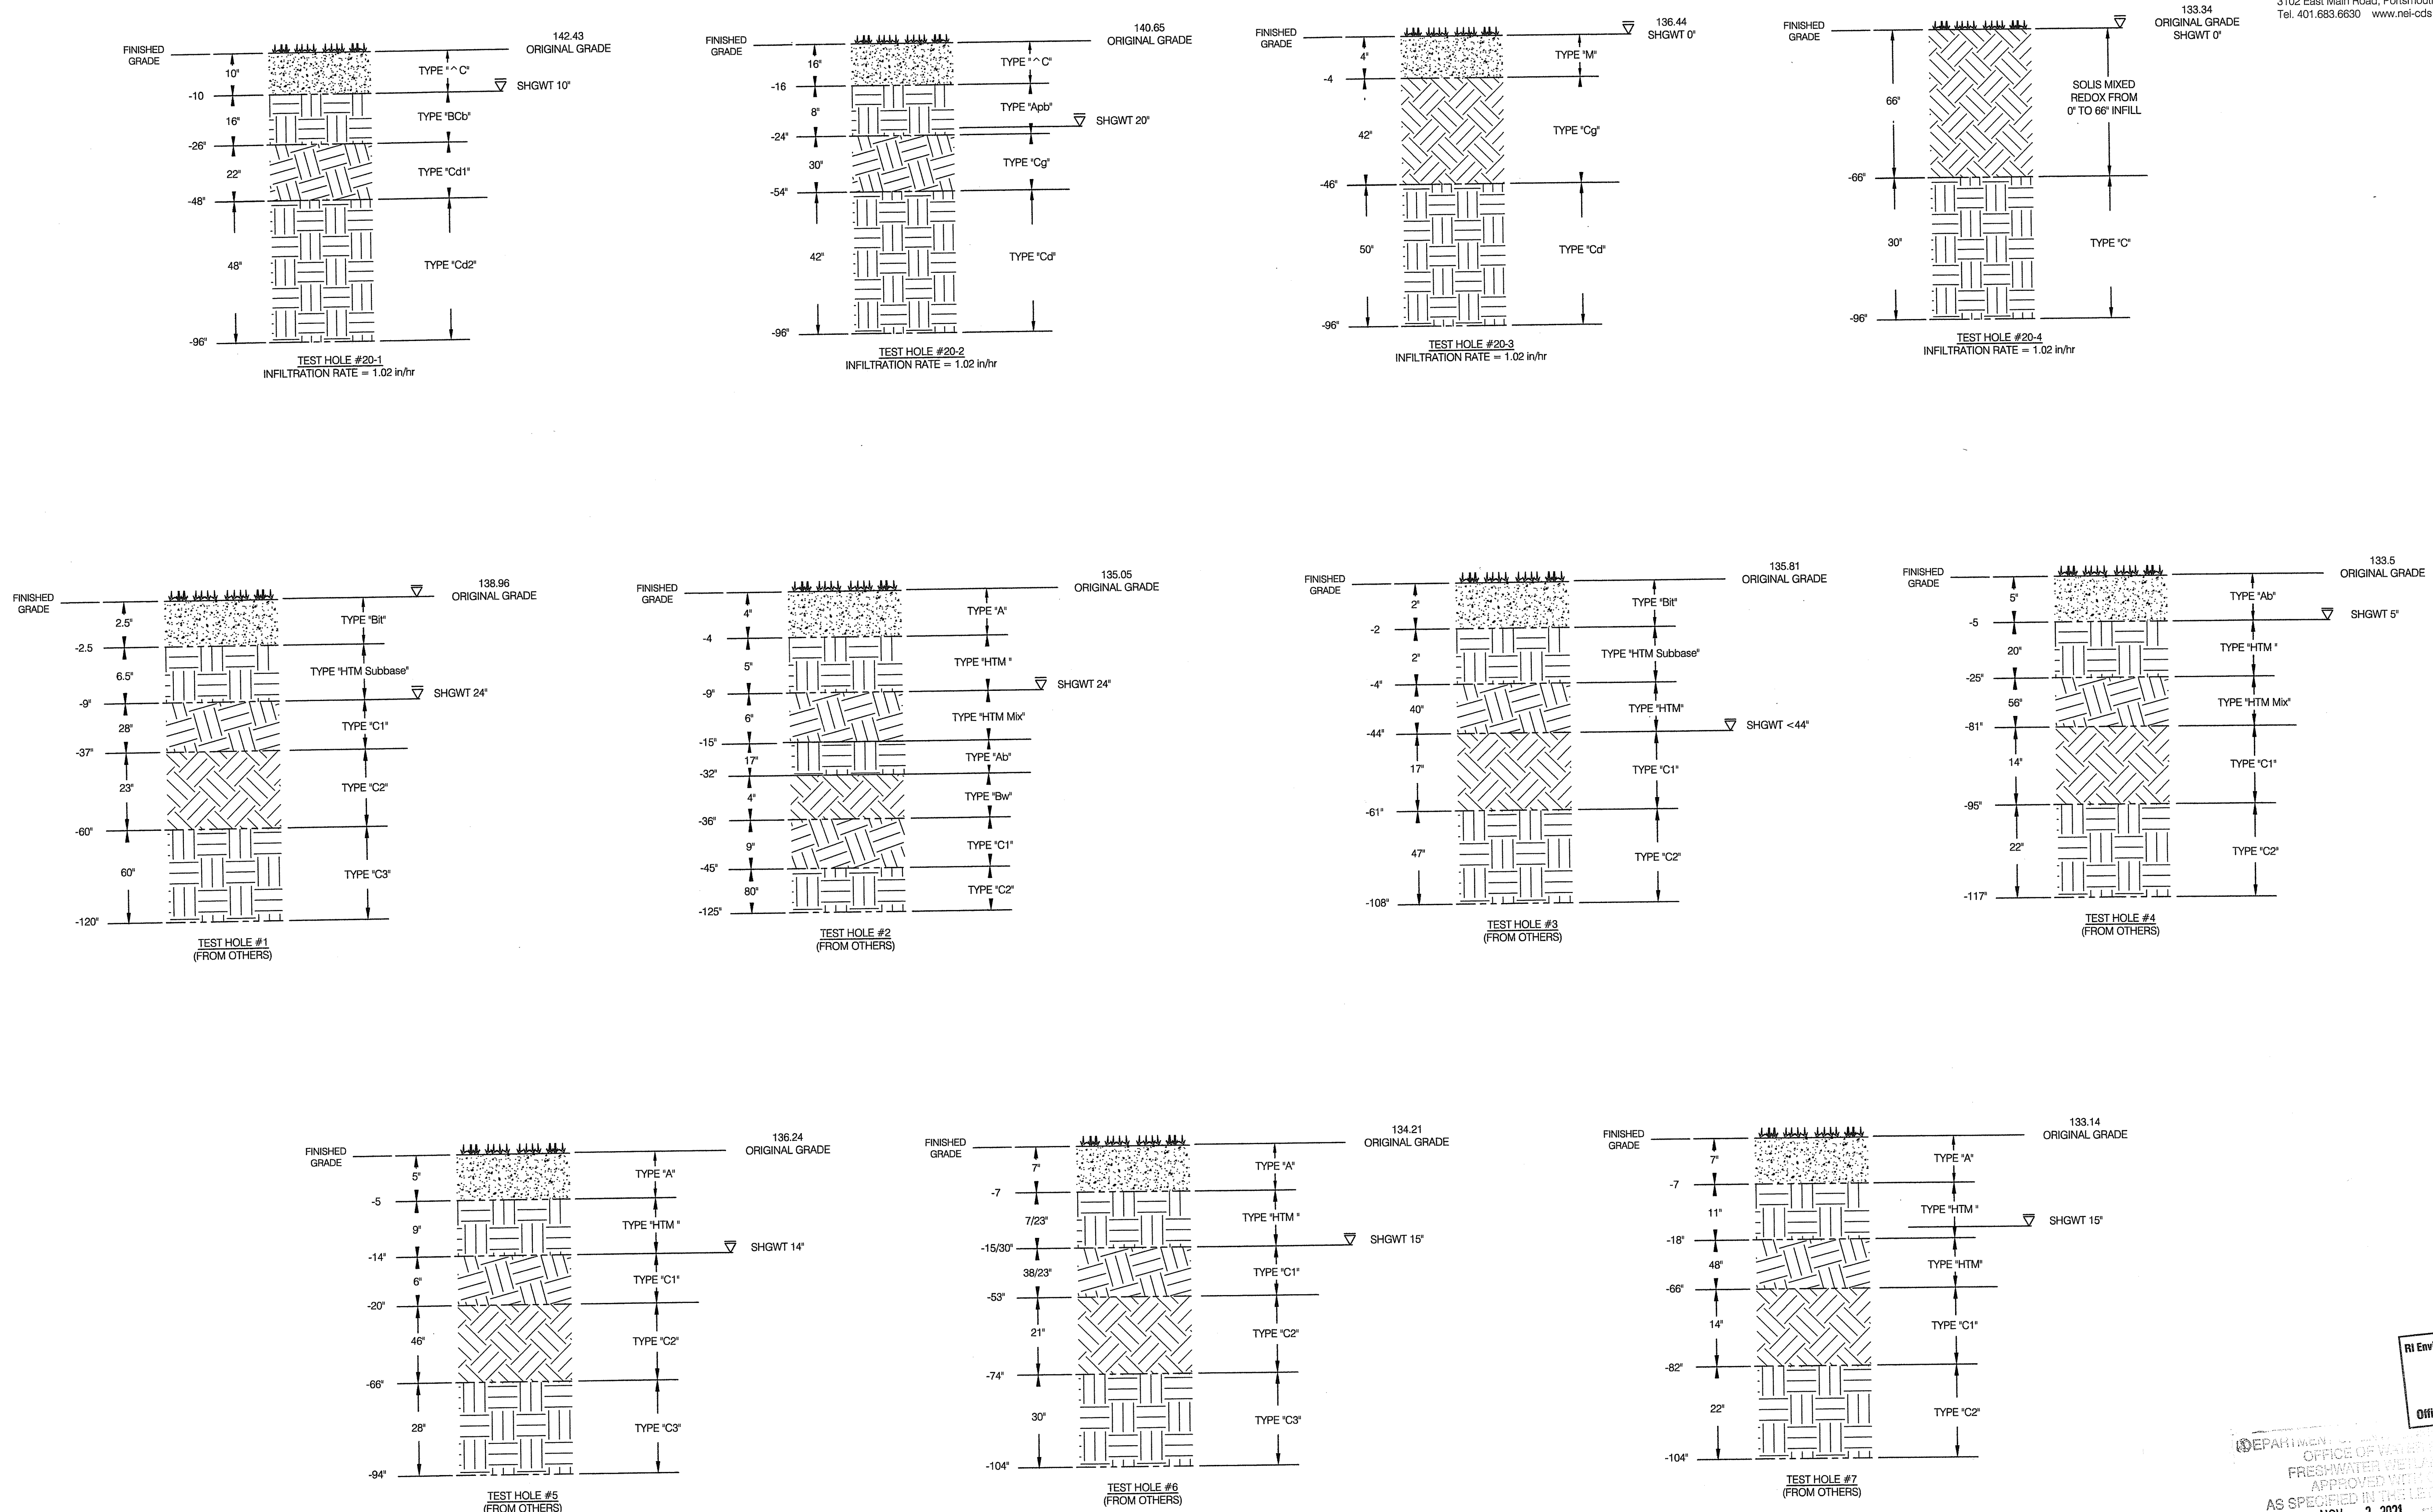 3102 East Main Road, Portsmouth
Tel. 401.683.6630 www.nei-cds
FINISHED
GRADE
142.43
ORIGINAL GRADE
10"
TYPE "^C"
-10
SHGWT 10"
16"
TYPE "BCb"
-26"
22"
TYPE "Cd1"
-48"
48"
TYPE "Cd2"
-96"
TEST HOLE #20-1
INFILTRATION RATE = 1.02 in/hr
FINISHED
GRADE
140.65
ORIGINAL GRADE
16"
TYPE "^C"
-16
8"
TYPE "Apb"
SHGWT 20"
-24"
30"
TYPE "Cg"
-54"
42"
TYPE "Cd"
-96"
TEST HOLE #20-2
INFILTRATION RATE = 1.02 in/hr
FINISHED
GRADE
136.44
SHGWT 0"
4"
TYPE "M"
-4
42"
TYPE "Cg"
-46"
50"
TYPE "Cd"
-96"
TEST HOLE #20-3
INFILTRATION RATE = 1.02 in/hr
FINISHED
GRADE
133.34
ORIGINAL GRADE
SHGWT 0"
66"
SOLIS MIXED
REDOX FROM
0" TO 66" INFILL
-66"
30"
TYPE "C"
-96"
TEST HOLE #20-4
INFILTRATION RATE = 1.02 in/hr
FINISHED
GRADE
138.96
ORIGINAL GRADE
2.5"
TYPE "Bit"
-2.5
6.5"
TYPE "HTM Subbase"
-9"
SHGWT 24"
28"
TYPE "C1"
-37"
23"
TYPE "C2"
-60"
60"
TYPE "C3"
-120"
TEST HOLE #1
(FROM OTHERS)
FINISHED
GRADE
135.05
ORIGINAL GRADE
4"
TYPE "A"
-4
5"
TYPE "HTM "
-9"
SHGWT 24"
6"
TYPE "HTM Mix"
-15"
17"
TYPE "Ab"
-32"
4"
TYPE "Bw"
-36"
9"
TYPE "C1"
-45"
80"
TYPE "C2"
-125"
TEST HOLE #2
(FROM OTHERS)
FINISHED
GRADE
135.81
ORIGINAL GRADE
2"
TYPE "Bit"
-2
2"
TYPE "HTM Subbase"
-4"
40"
TYPE "HTM"
-44"
SHGWT <44"
17"
TYPE "C1"
-61"
47"
TYPE "C2"
-108"
TEST HOLE #3
(FROM OTHERS)
FINISHED
GRADE
133.5
ORIGINAL GRADE
5"
TYPE "Ab"
-5
SHGWT 5"
20"
TYPE "HTM "
-25"
56"
TYPE "HTM Mix"
-81"
14"
TYPE "C1"
-95"
22"
TYPE "C2"
-117"
TEST HOLE #4
(FROM OTHERS)
FINISHED
GRADE
136.24
ORIGINAL GRADE
5"
TYPE "A"
-5
9"
TYPE "HTM "
-14"
SHGWT 14"
6"
TYPE "C1"
-20"
46"
TYPE "C2"
-66"
28"
TYPE "C3"
-94"
TEST HOLE #5
(FROM OTHERS)
FINISHED
GRADE
134.21
ORIGINAL GRADE
7"
TYPE "A"
-7
7/23"
TYPE "HTM "
-15/30"
SHGWT 15"
38/23"
TYPE "C1"
-53"
21"
TYPE "C2"
-74"
30"
TYPE "C3"
-104"
TEST HOLE #6
(FROM OTHERS)
FINISHED
GRADE
133.14
ORIGINAL GRADE
7"
TYPE "A"
-7
11"
TYPE "HTM "
SHGWT 15"
-18"
48"
TYPE "HTM"
-66"
14"
TYPE "C1"
-82"
22"
TYPE "C2"
-104"
TEST HOLE #7
(FROM OTHERS)
RI Env
Offi
OFFICE OF
FRESHWATER
APPROVED
AS SPECIFIED IN THE
NOV 2 2021